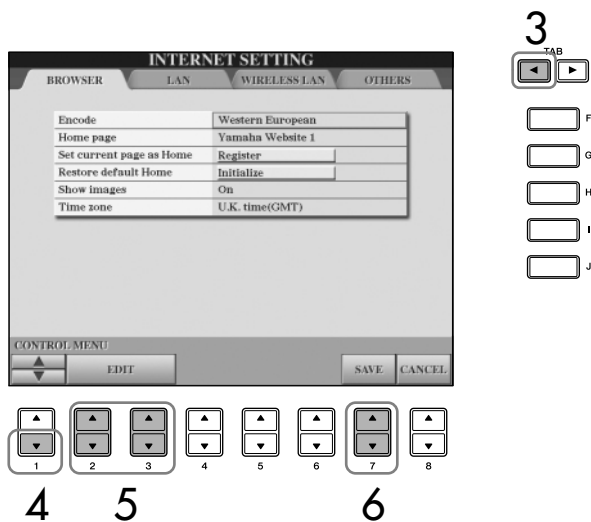 3
TAB
INTERNET SETTING
BROWSER LAN WIRELESS LAN OTHERS
Encode Western European
Home page Yamaha Website 1
Set current page as Home Register
Restore default Home Initialize
Show images On
Time zone U.K. time(GMT)
F
G
H
I
J
CONTROL MENU
EDIT SAVE CANCEL
1 2 3 4 5 6 7 8
4 5 6